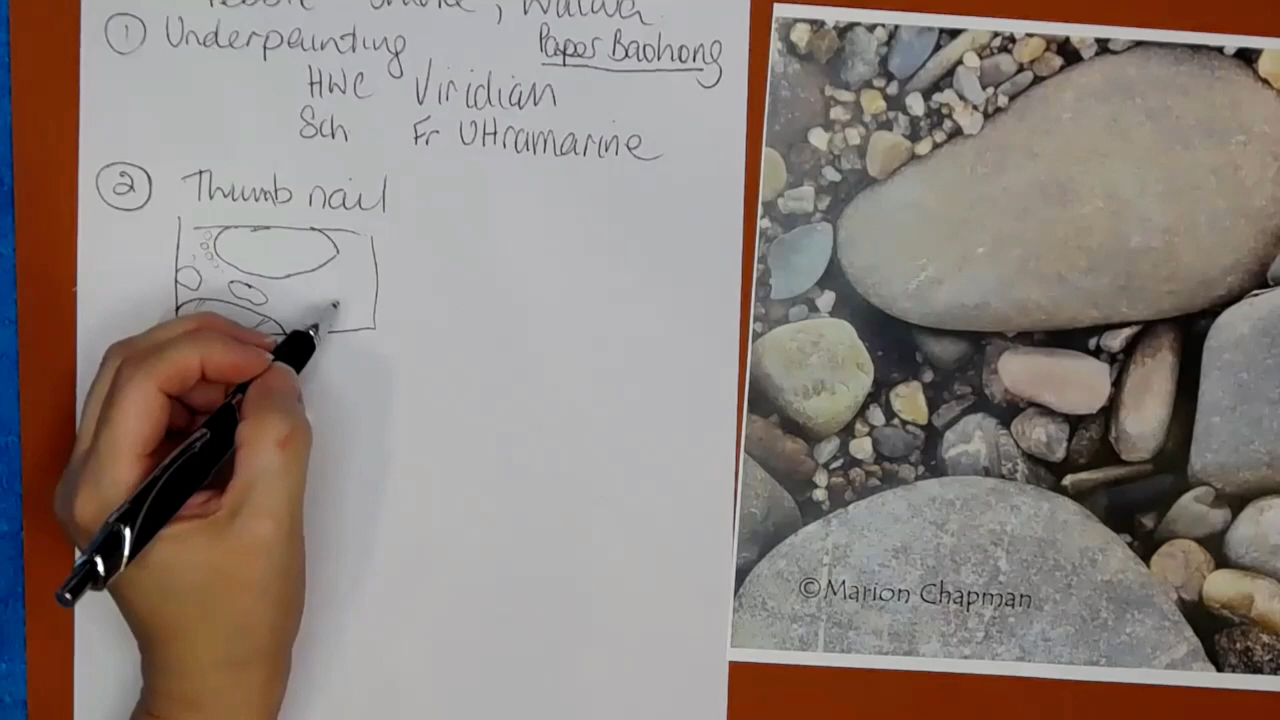 ① Underpainting
Paper Baohong
HWC Viridian
Sch Fr Ultramarine
② Thumb nail
©Marion Chapman